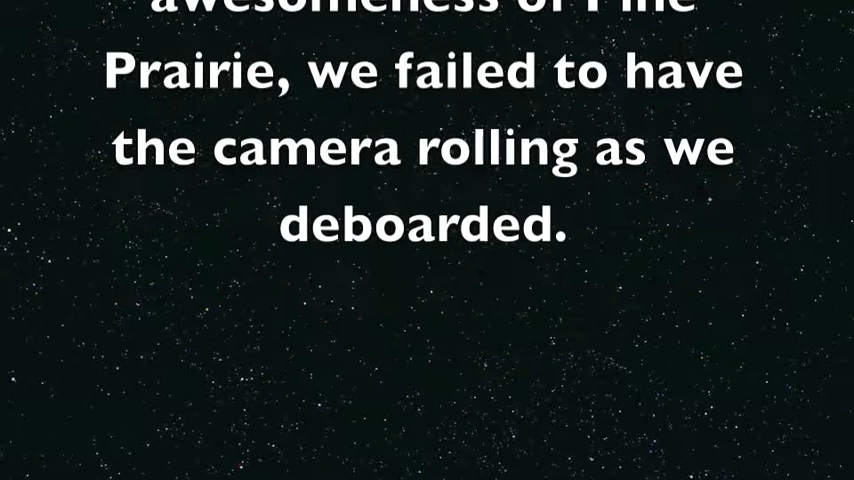 awesomeness of Pine
Prairie, we failed to have
the camera rolling as we
deboarded.